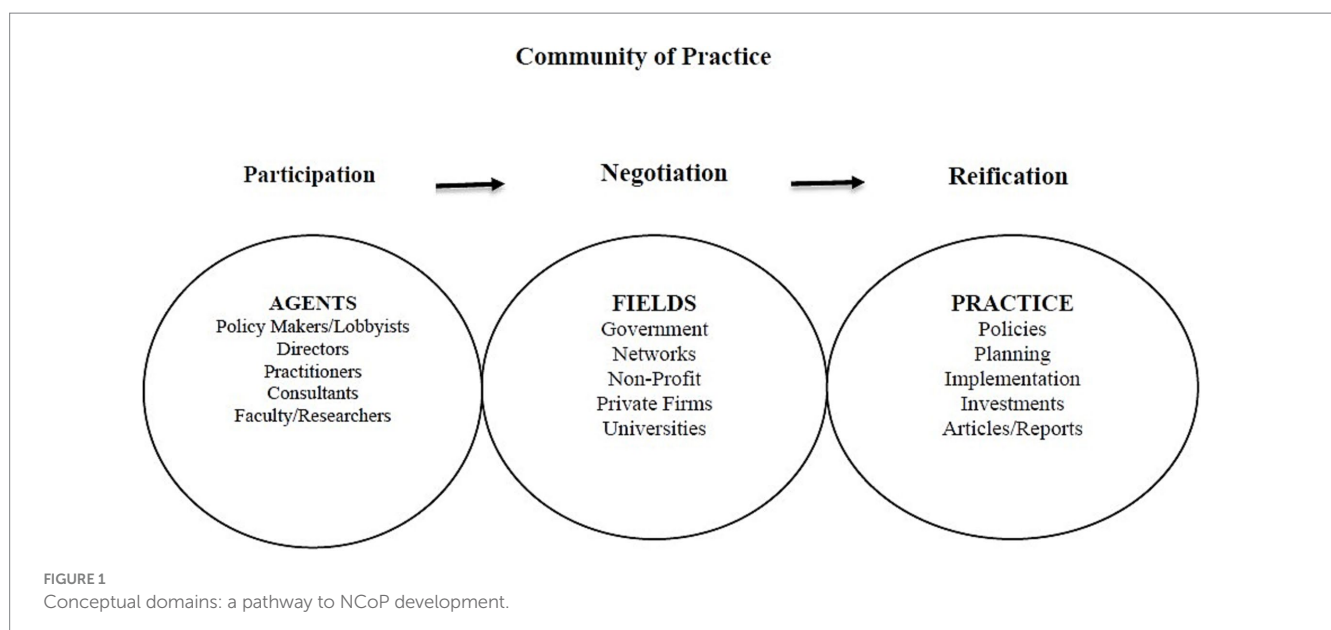 Community of Practice
Participation
Negotiation
Reification
AGENTS
Policy Makers/Lobbyists
Directors
Practitioners
Consultants
Faculty/Researchers
FIELDS
Government
Networks
Non-Profit
Private Firms
Universities
PRACTICE
Policies
Planning
Implementation
Investments
Articles/Reports
FIGURE 1
Conceptual domains: a pathway to NCoP development.